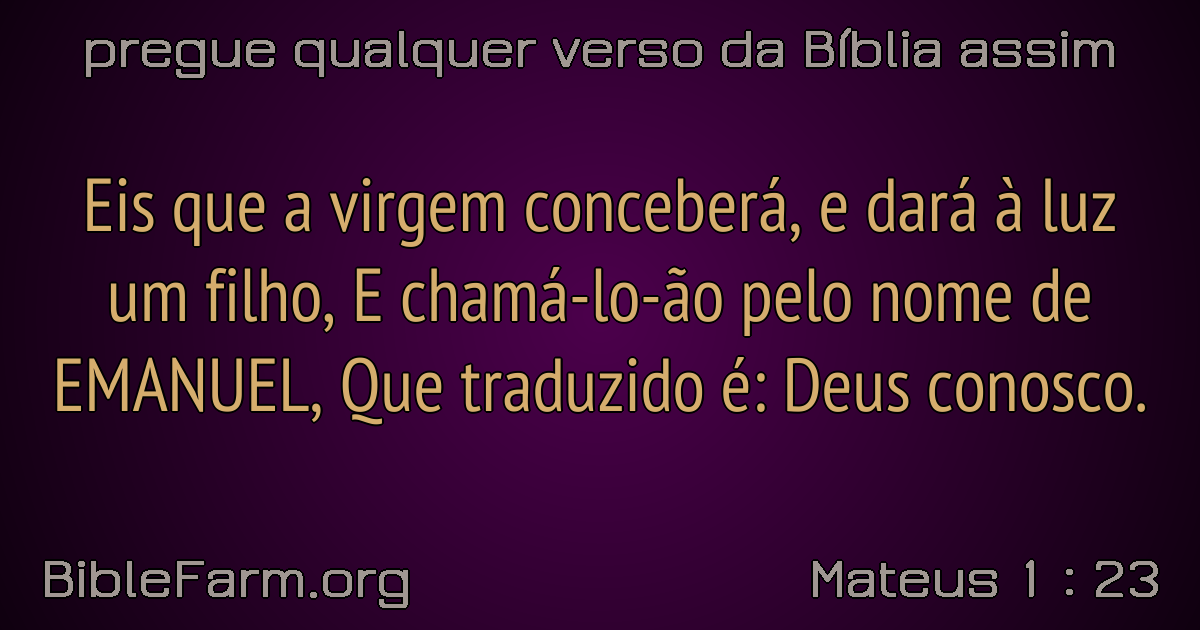 pregue qualquer verso da Bíblia assim
Eis que a virgem conceberá, e dará à luz
um filho, E chamá-lo-ão pelo nome de
EMANUEL, Que traduzido é: Deus conosco.
BibleFarm.org
Mateus 1 : 23